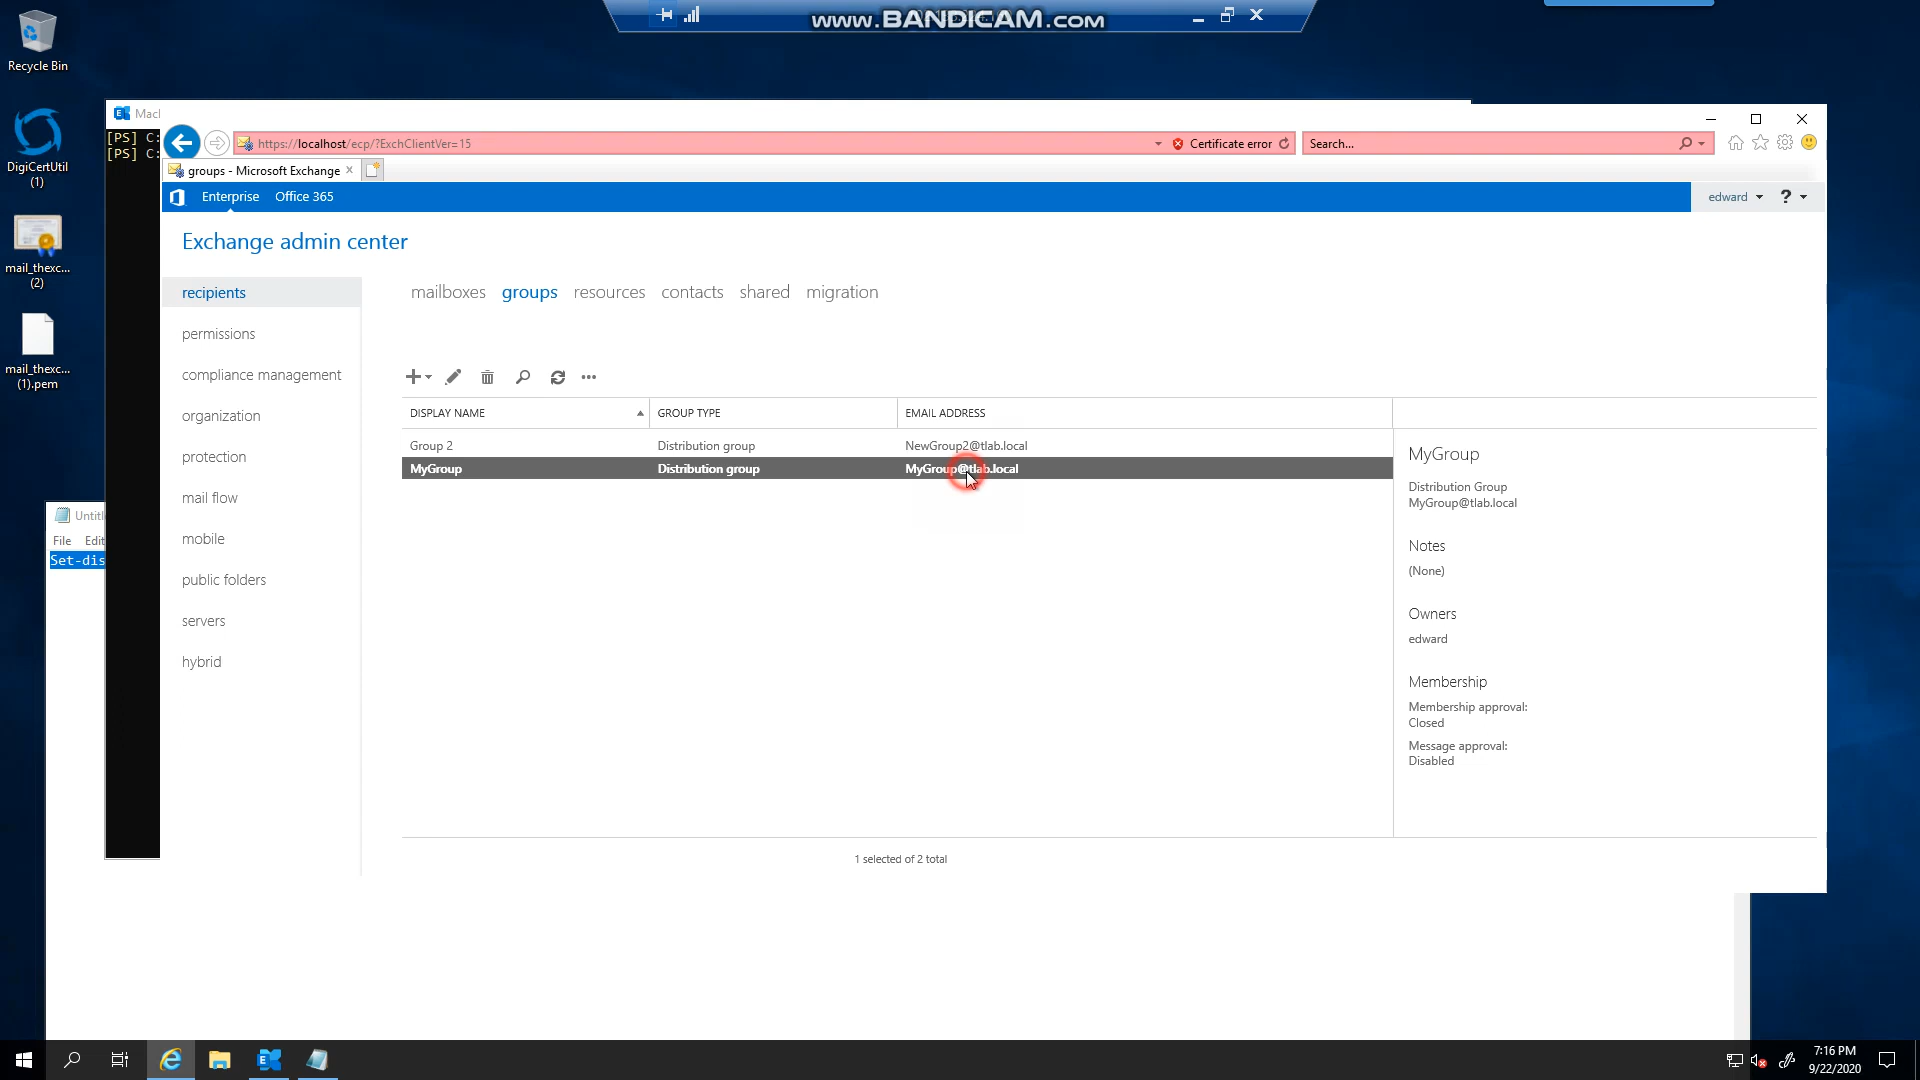 www.BANDICAM.com
Recycle Bin
DigiCertUtil
(1)
mail_thexc...
(2)
mail_thexc...
(1).pem
[PS] C:
[PS] C:
https://localhost/ecp/?ExchClientVer=15
Certificate error
Search...
groups - Microsoft Exchange
Enterprise
Office 365
edward
?
Exchange admin center
recipients
permissions
compliance management
organization
protection
mail flow
mobile
public folders
servers
hybrid
mailboxes
groups
resources
contacts
shared
migration
DISPLAY NAME
GROUP TYPE
EMAIL ADDRESS
Group 2
Distribution group
NewGroup2@tlab.local
MyGroup
Distribution group
MyGroup@tlab.local
1 selected of 2 total
MyGroup
Distribution Group
MyGroup@tlab.local
Notes
(None)
Owners
edward
Membership
Membership approval:
Closed
Message approval:
Disabled
File
Edit
Set-dis
7:16 PM
9/22/2020